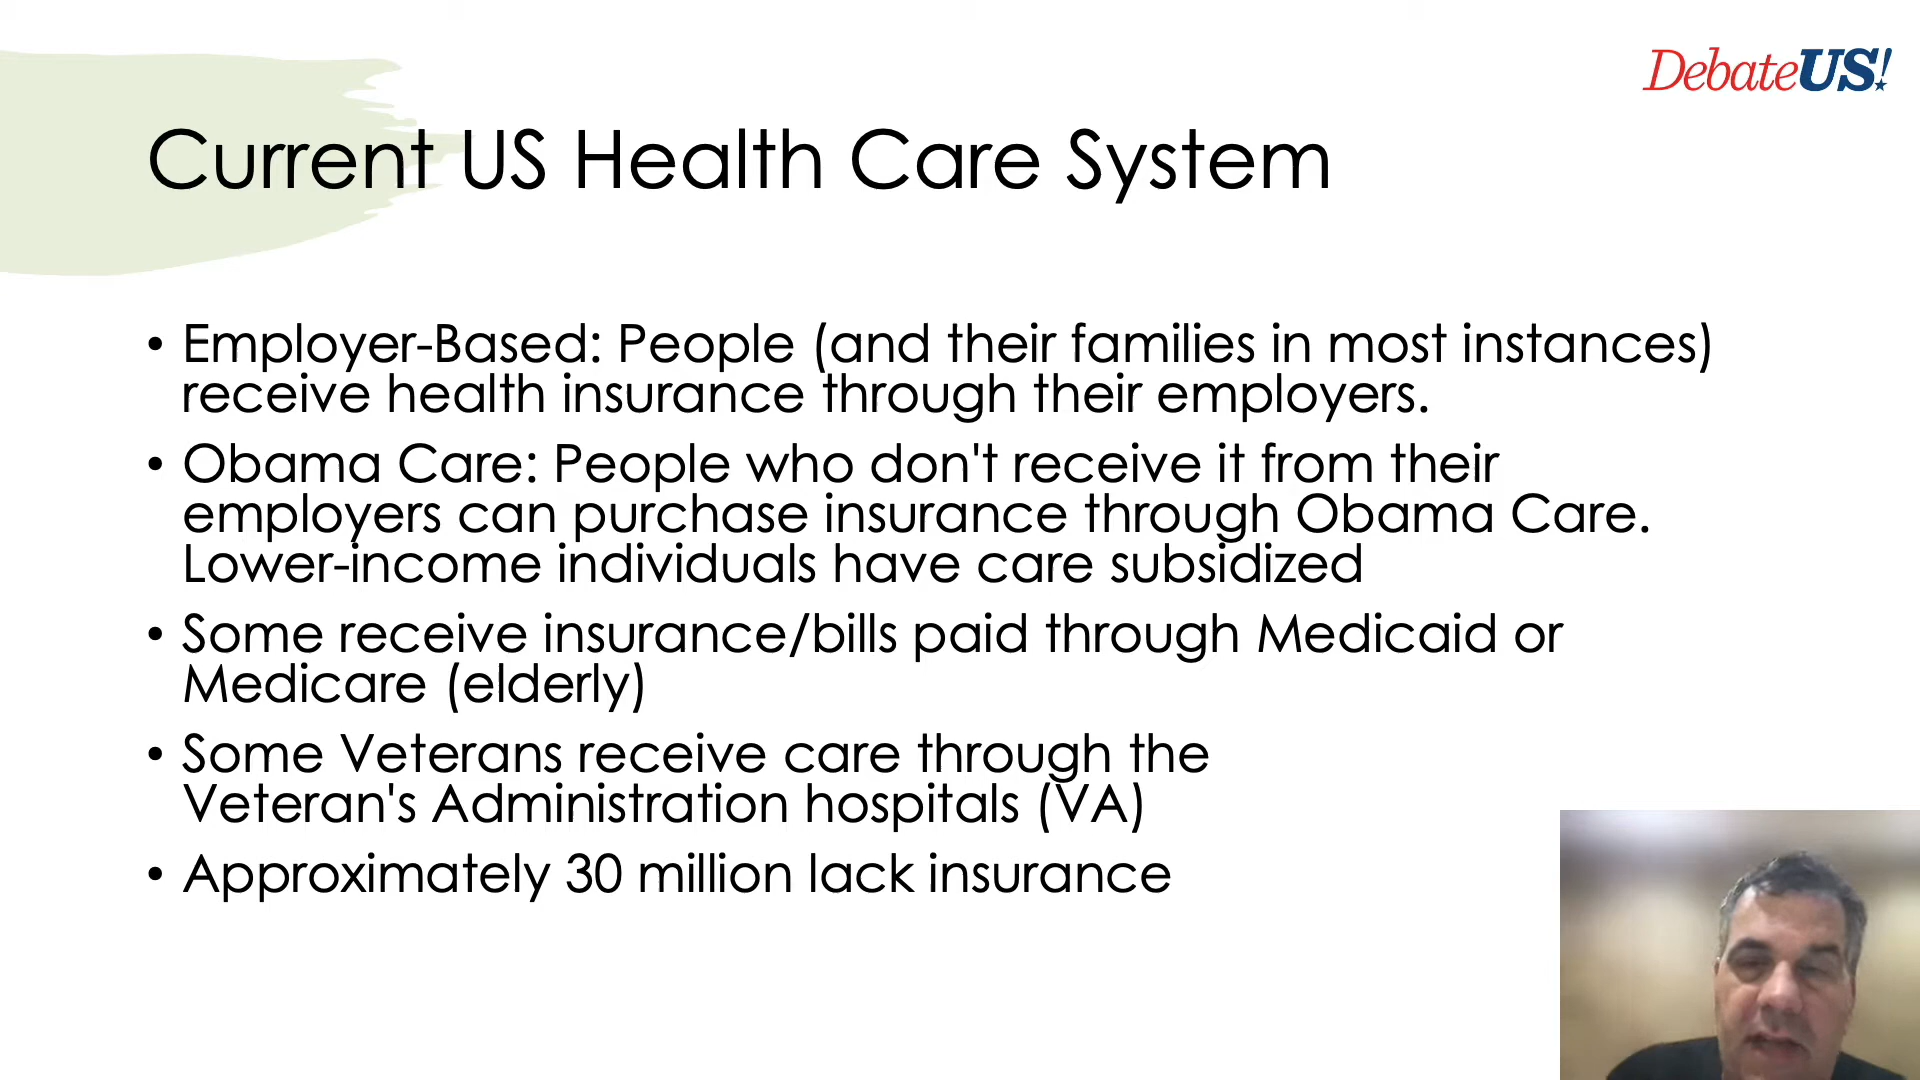 DebateUS!
Current US Health Care System
• Employer-Based: People (and their families in most instances)
receive health insurance through their employers.
• Obama Care: People who don't receive it from their
employers can purchase insurance through Obama Care.
Lower-income individuals have care subsidized
• Some receive insurance/bills paid through Medicaid or
Medicare (elderly)
• Some Veterans receive care through the
Veteran's Administration hospitals (VA)
• Approximately 30 million lack insurance